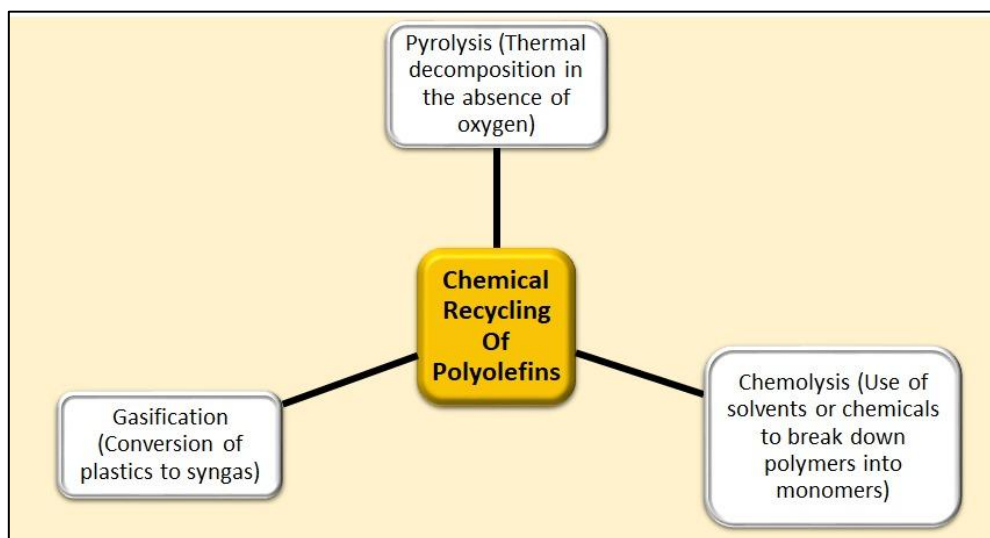 Pyrolysis (Thermal
decomposition in
the absence of
oxygen)
Chemical
Recycling
Of
Polyolefins
Gasification
(Conversion of
plastics to syngas)
Chemolysis (Use of
solvents or chemicals
to break down
polymers into
monomers)